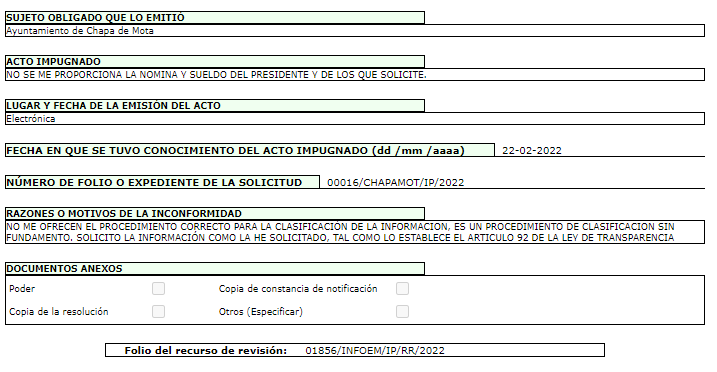 SUJETO OBLIGADO QUE LO EMITIÓ
Ayuntamiento de Chapa de Mota
ACTO IMPUGNADO
NO SE ME PROPORCIONA LA NOMINA Y SUELDO DEL PRESIDENTE Y DE LOS QUE SOLICITE.
LUGAR Y FECHA DE LA EMISIÓN DEL ACTO
Electrónica
FECHA EN QUE SE TUVO CONOCIMIENTO DEL ACTO IMPUGNADO (dd /mm /aaaa) 22-02-2022
NÚMERO DE FOLIO O EXPEDIENTE DE LA SOLICITUD 00016/CHAPAMOT/IP/2022
RAZONES O MOTIVOS DE LA INCONFORMIDAD
NO ME OFRECEN EL PROCEDIMIENTO CORRECTO PARA LA CLASIFICACIÓN DE LA INFORMACION, ES UN PROCEDIMIENTO DE CLASIFICACION SIN
FUNDAMENTO. SOLICITO LA INFORMACIÓN COMO LA HE SOLICITADO, TAL COMO LO ESTABLECE EL ARTICULO 92 DE LA LEY DE TRANSPARENCIA
DOCUMENTOS ANEXOS
Poder Copia de constancia de notificación
Copia de la resolución Otros (Especificar)
Folio del recurso de revisión: 01856/INFOEM/IP/RR/2022